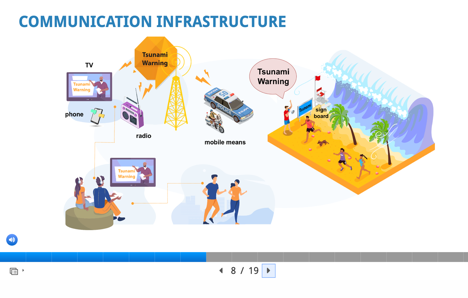 COMMUNICATION INFRASTRUCTURE
TV
Tsunami
Warning
Tsunami
Warning
phone
radio
mobile means
Tsunami
Warning
sign
board
Tsunami
Warning
8 / 19